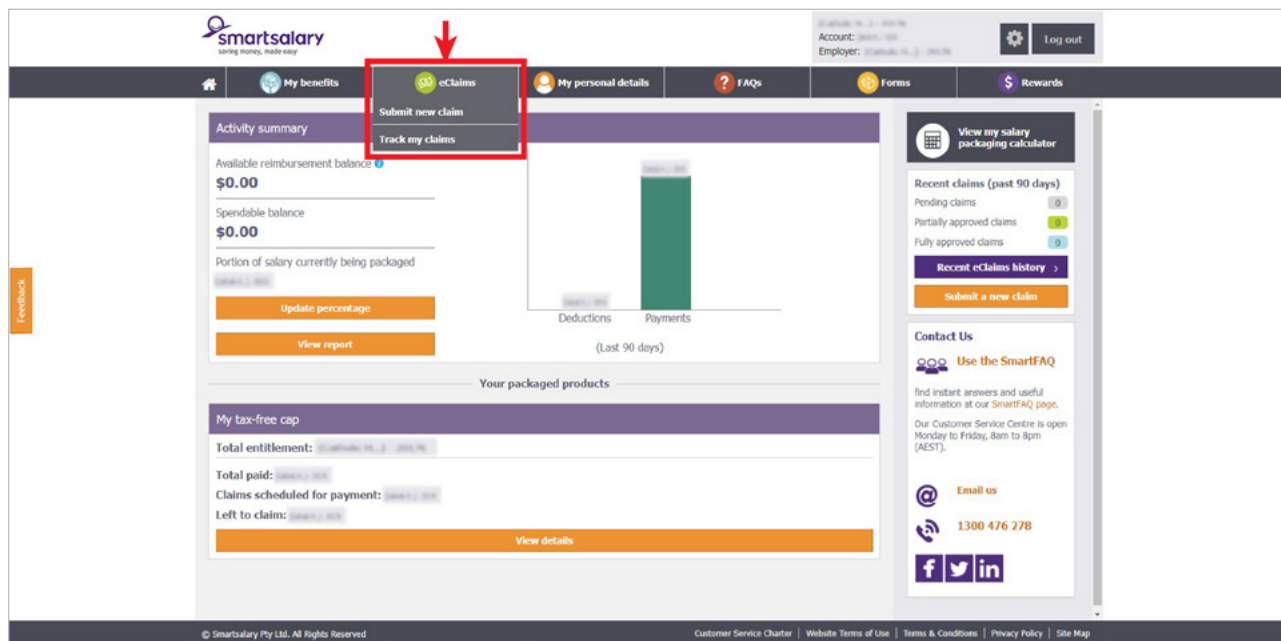 smartsalary
saving money, made easy
Account:
Employer:
Log out
My benefits
eClaims
My personal details
FAQs
Forms
Rewards
Submit new claim
Track my claims
Activity summary
Available reimbursement balance
$0.00
Spendable balance
$0.00
Portion of salary currently being packaged
Update percentage
View report
Deductions Payments
(Last 90 days)
Your packaged products
My tax-free cap
Total entitlement:
Total paid:
Claims scheduled for payment:
Left to claim:
View details
View my salary
packaging calculator
Recent claims (past 90 days)
Pending claims 0
Partially approved claims 0
Fully approved claims 0
Recent eClaims history
Submit a new claim
Contact Us
Use the SmartFAQ
find instant answers and useful
information at our SmartFAQ page.
Our Customer Service Centre is open
Monday to Friday, 8am to 8pm
(AEST).
Email us
1300 476 278
Feedback
© Smartsalary Pty Ltd. All Rights Reserved
Customer Service Charter | Website Terms of Use | Terms & Conditions | Privacy Policy | Site Map